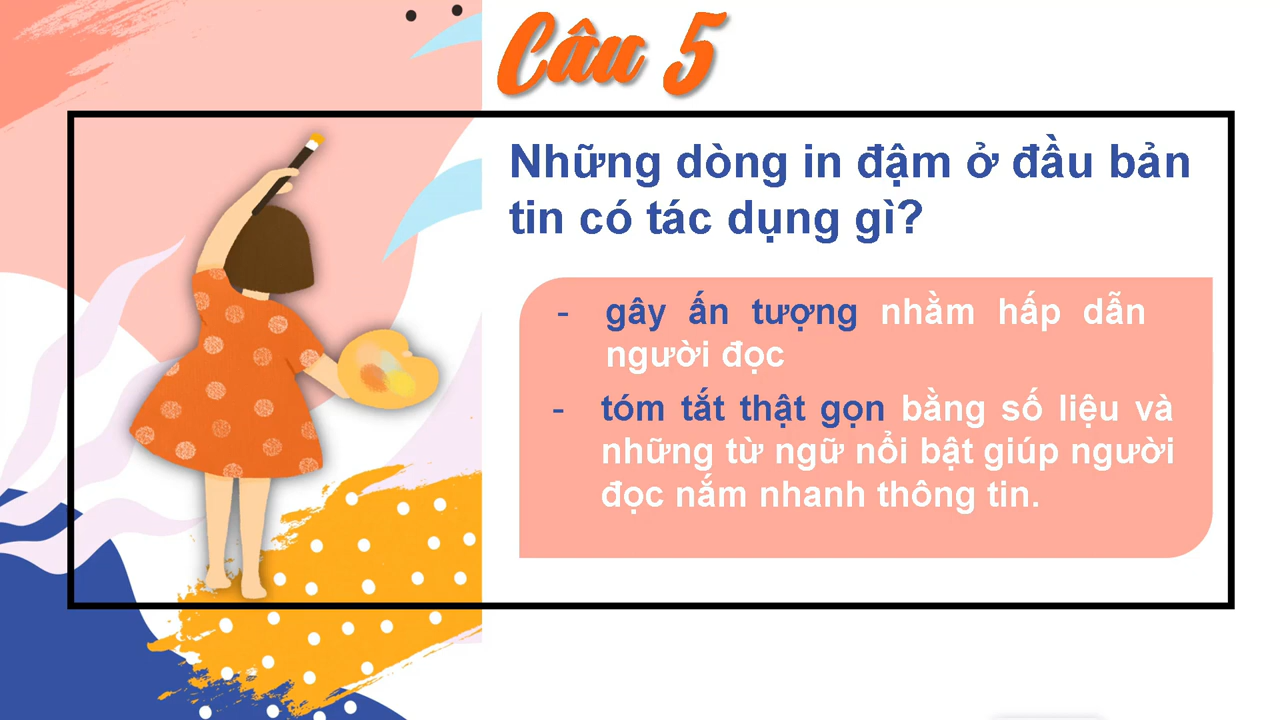 Câu 5
Những dòng in đậm ở đầu bản
tin có tác dụng gì?
- gây ấn tượng nhằm hấp dẫn
người đọc
- tóm tắt thật gọn bằng số liệu và
những từ ngữ nổi bật giúp người
đọc nắm nhanh thông tin.